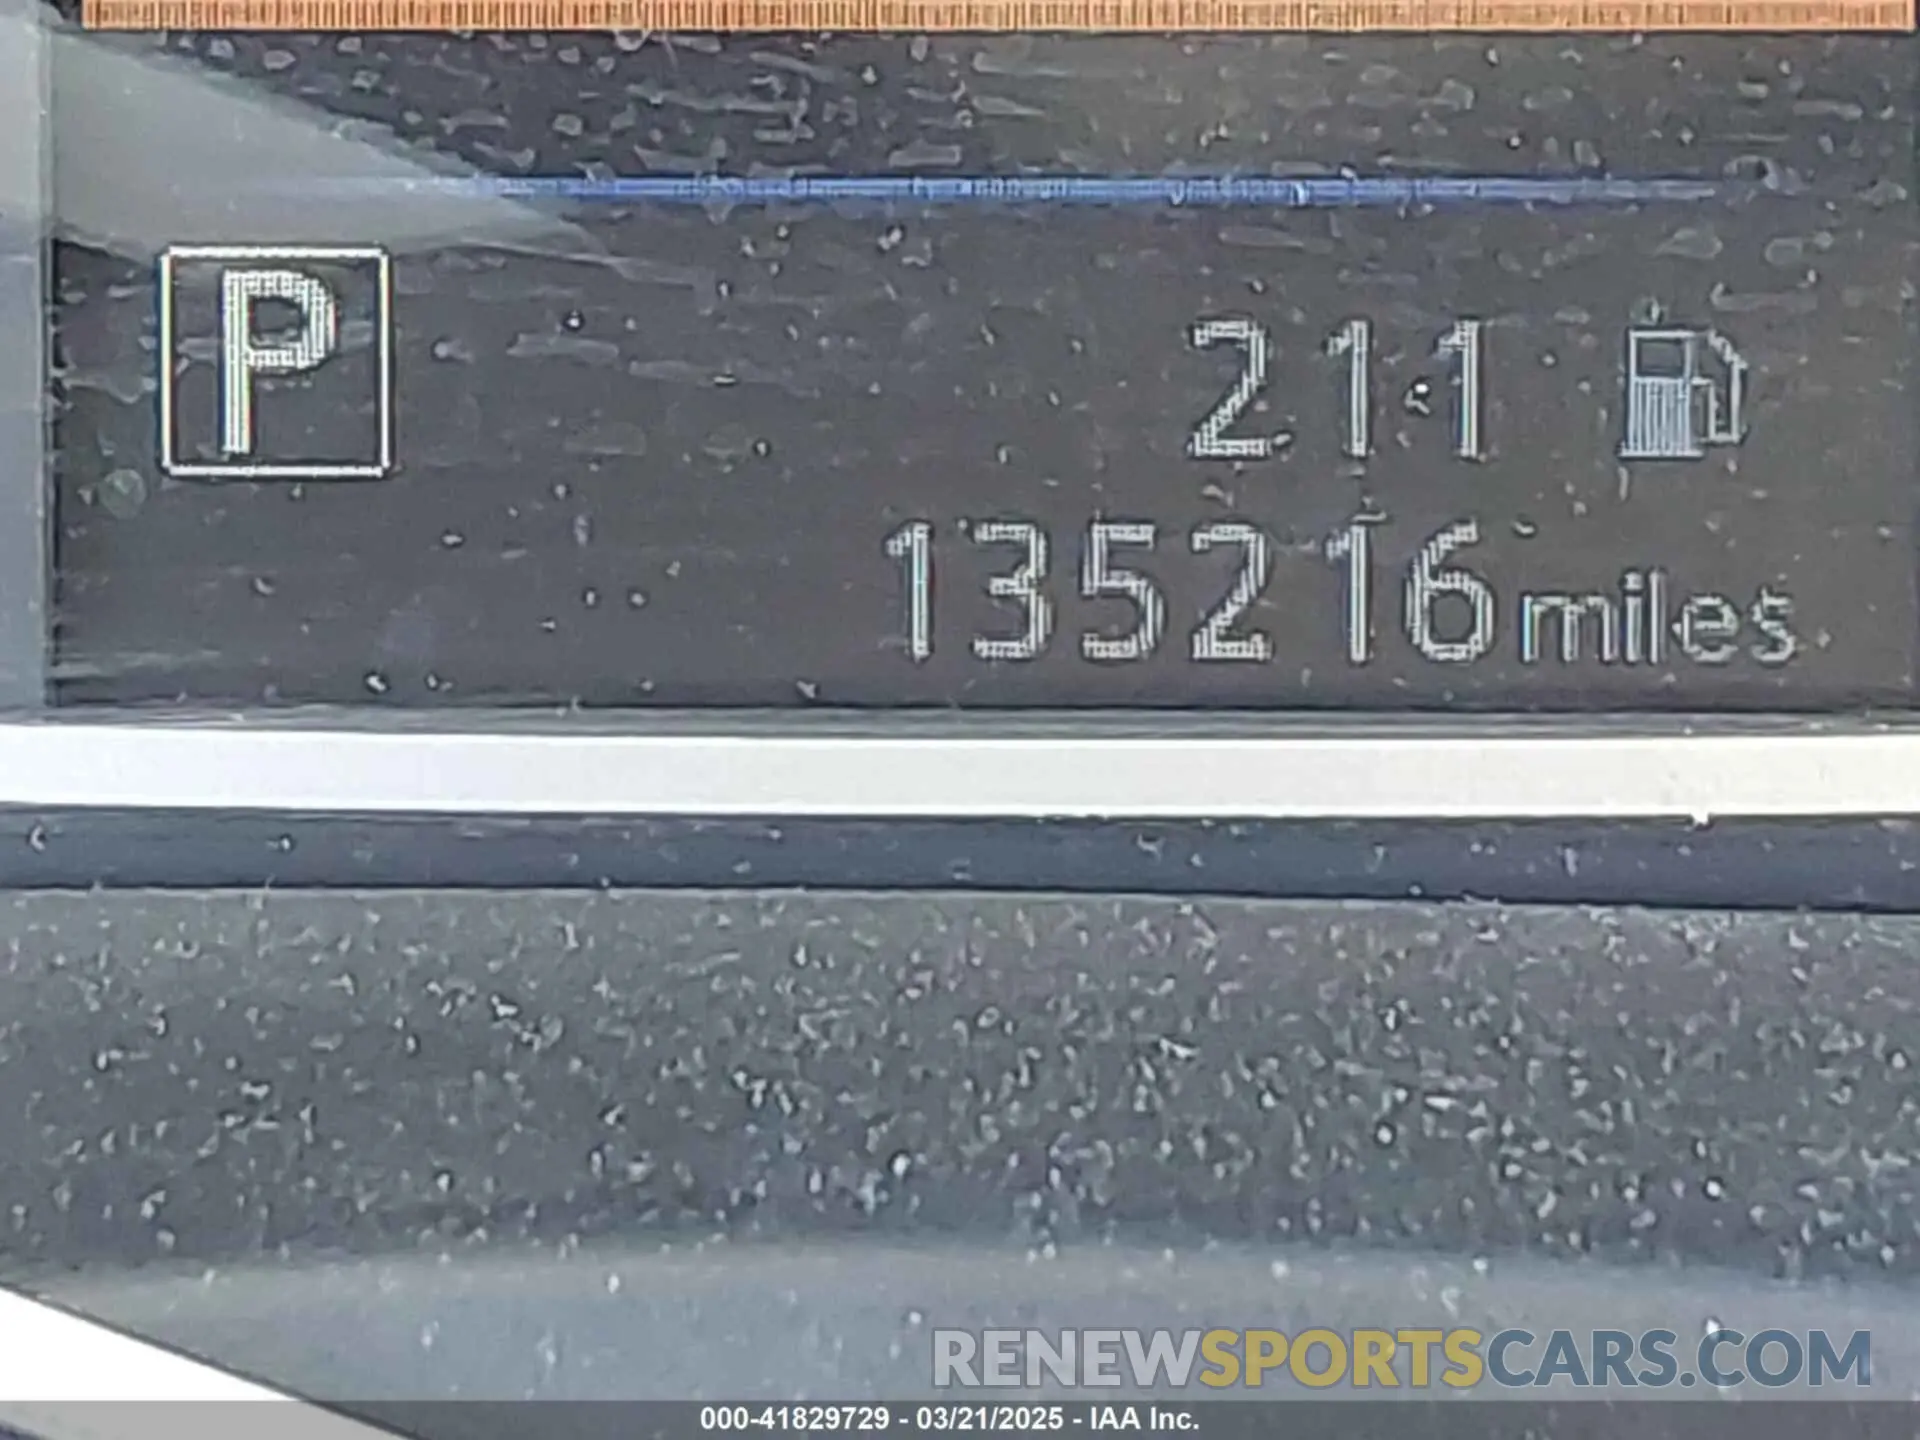 P
211
135216 miles
RENEWSPORTSCARS.COM
000-41829729 - 03/21/2025 - IAA Inc.